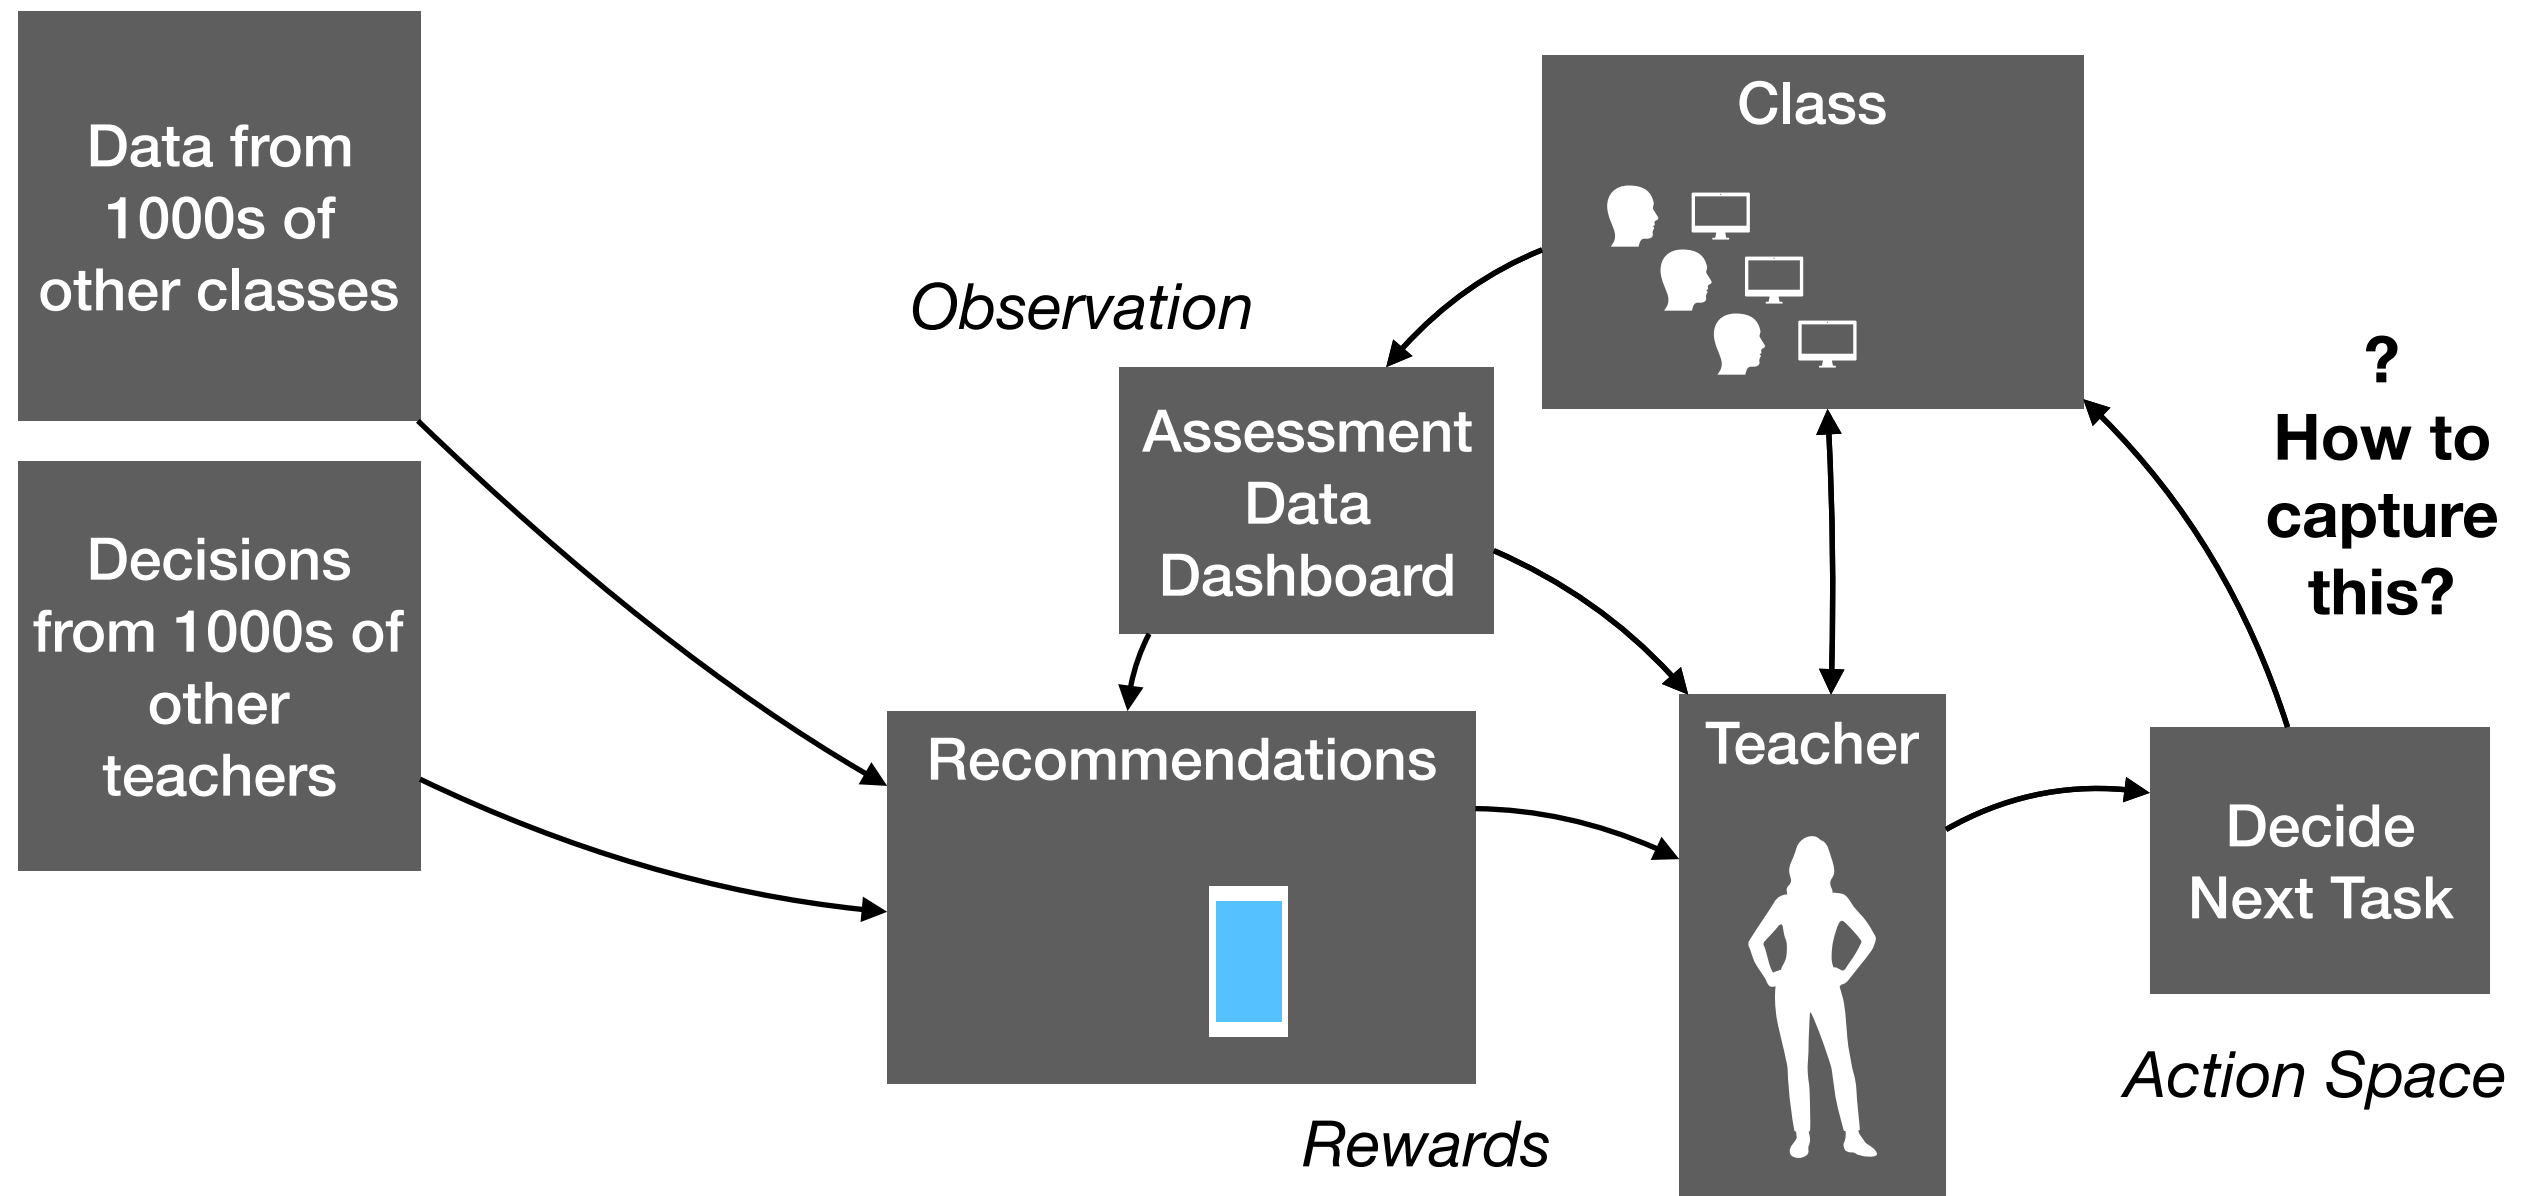 Data from
1000s of
other classes
Decisions
from 1000s of
other
teachers
Observation
Assessment
Data
Dashboard
Recommendations
Rewards
Class
Teacher
?
How to
capture
this?
Decide
Next Task
Action Space